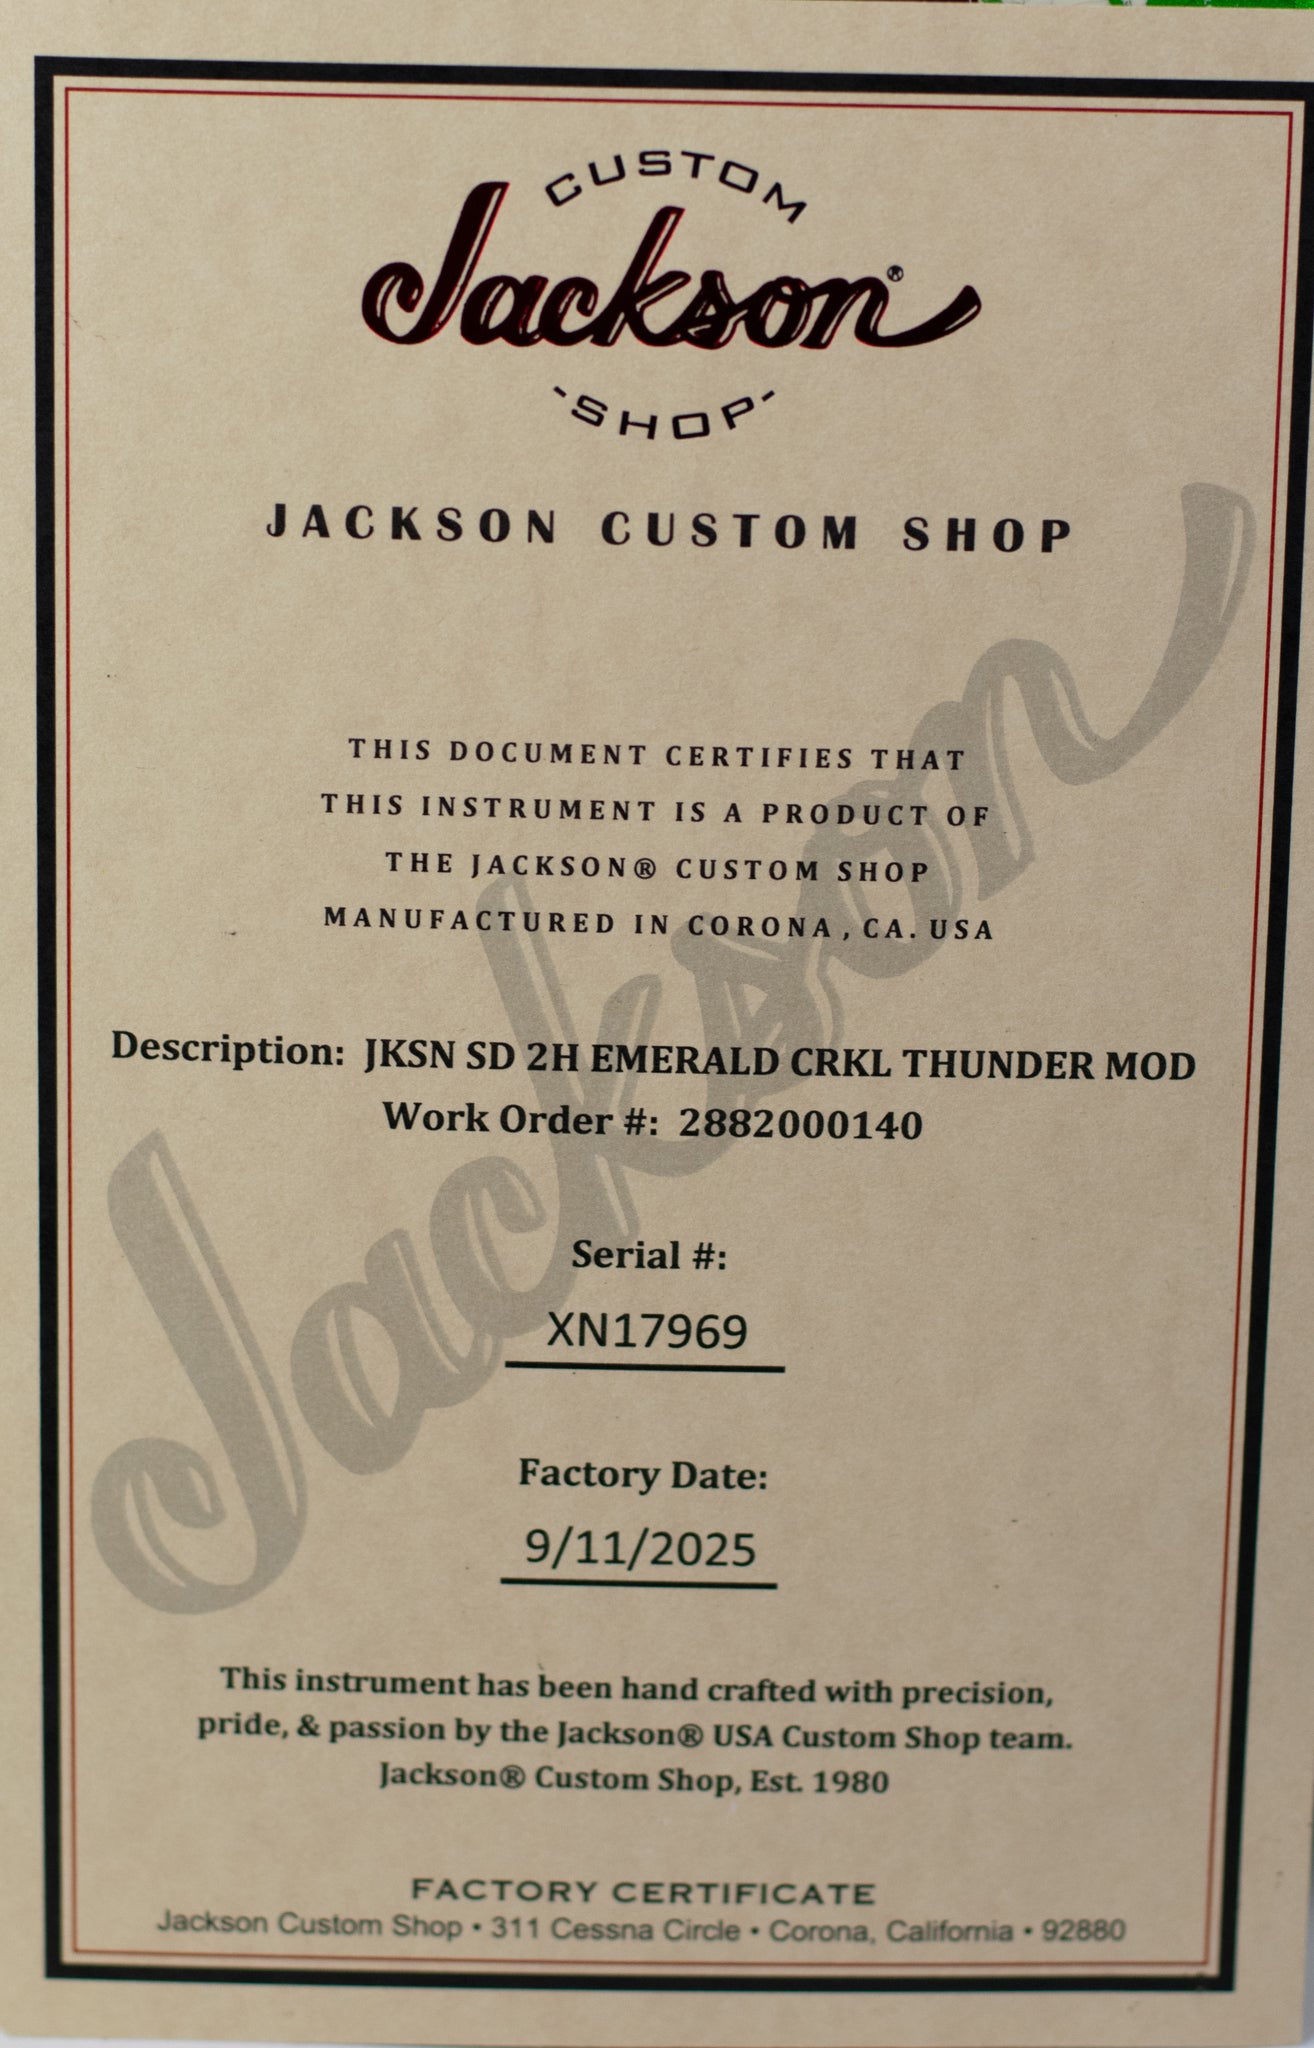 CUSTOM
Jackson®
-SHOP-
JACKSON CUSTOM SHOP
THIS DOCUMENT CERTIFIES THAT
THIS INSTRUMENT IS A PRODUCT OF
THE JACKSON® CUSTOM SHOP
MANUFACTURED IN CORONA, CA. USA
Jackson
Description: JKSN SD 2H EMERALD CRKL THUNDER MOD
Work Order #: 2882000140
Serial #:
XN17969
Factory Date:
9/11/2025
This instrument has been hand crafted with precision,
pride, & passion by the Jackson® USA Custom Shop team.
Jackson® Custom Shop, Est. 1980
FACTORY CERTIFICATE
Jackson Custom Shop • 311 Cessna Circle • Corona, California • 92880